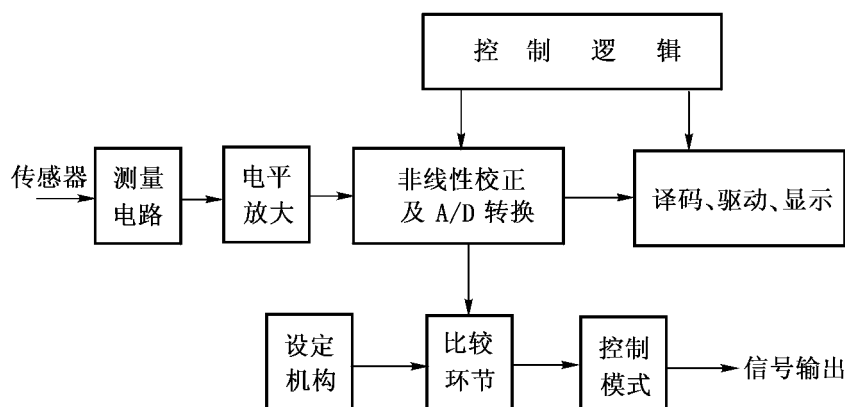 控制逻辑
传感器
测量
电路
电平
放大
非线性校正
及 A/D 转换
译码、驱动、显示
设定
机构
比较
环节
控制
模式
信号输出